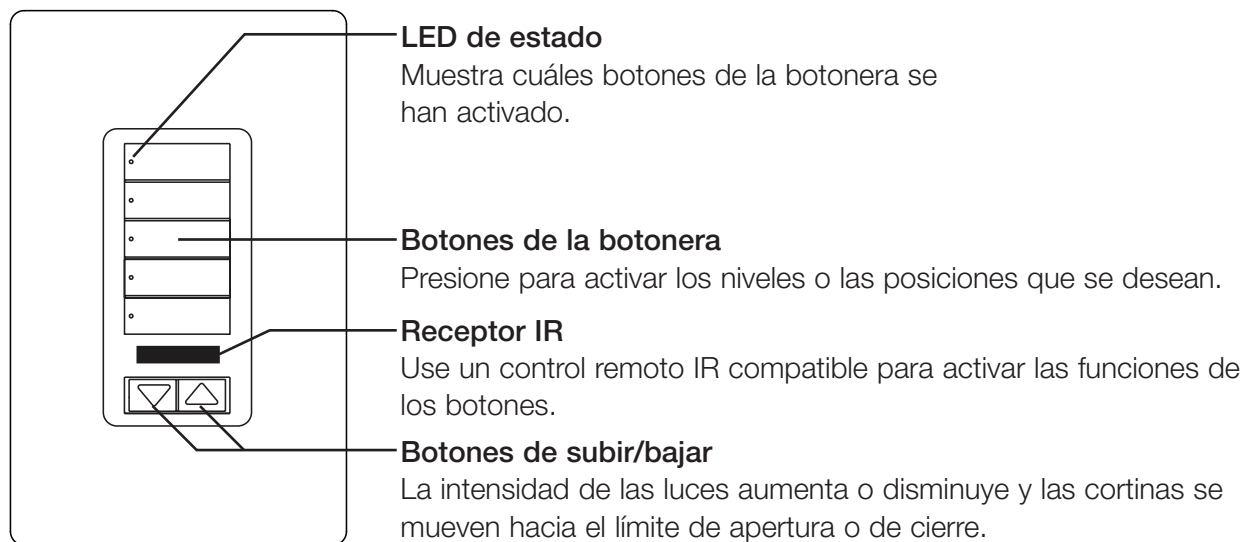 LED de estado
Muestra cuáles botones de la botonera se
han activado.
Botones de la botonera
Presione para activar los niveles o las posiciones que se desean.
Receptor IR
Use un control remoto IR compatible para activar las funciones de
los botones.
Botones de subir/bajar
La intensidad de las luces aumenta o disminuye y las cortinas se
mueven hacia el límite de apertura o de cierre.